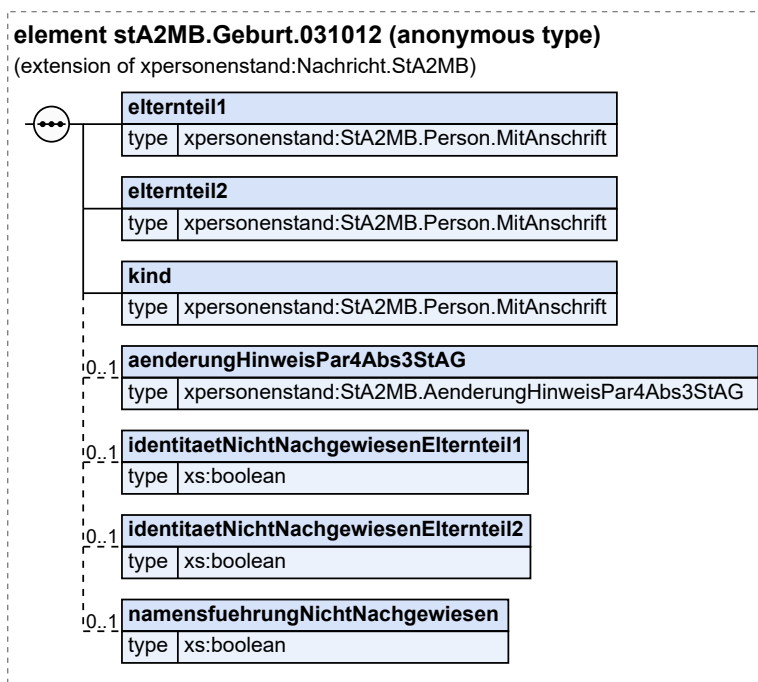 element stA2MB.Geburt.031012 (anonymous type)
(extension of xpersonenstand:Nachricht.StA2MB)
elternteil1
type xpersonenstand:StA2MB.Person.MitAnschrift
elternteil2
type xpersonenstand:StA2MB.Person.MitAnschrift
kind
type xpersonenstand:StA2MB.Person.MitAnschrift
0..1 aenderungHinweisPar4Abs3StAG
type xpersonenstand:StA2MB.AenderungHinweisPar4Abs3StAG
0..1 identitaetNichtNachgewiesenElternteil1
type xs:boolean
0..1 identitaetNichtNachgewiesenElternteil2
type xs:boolean
0..1 namensfuehrungNichtNachgewiesen
type xs:boolean